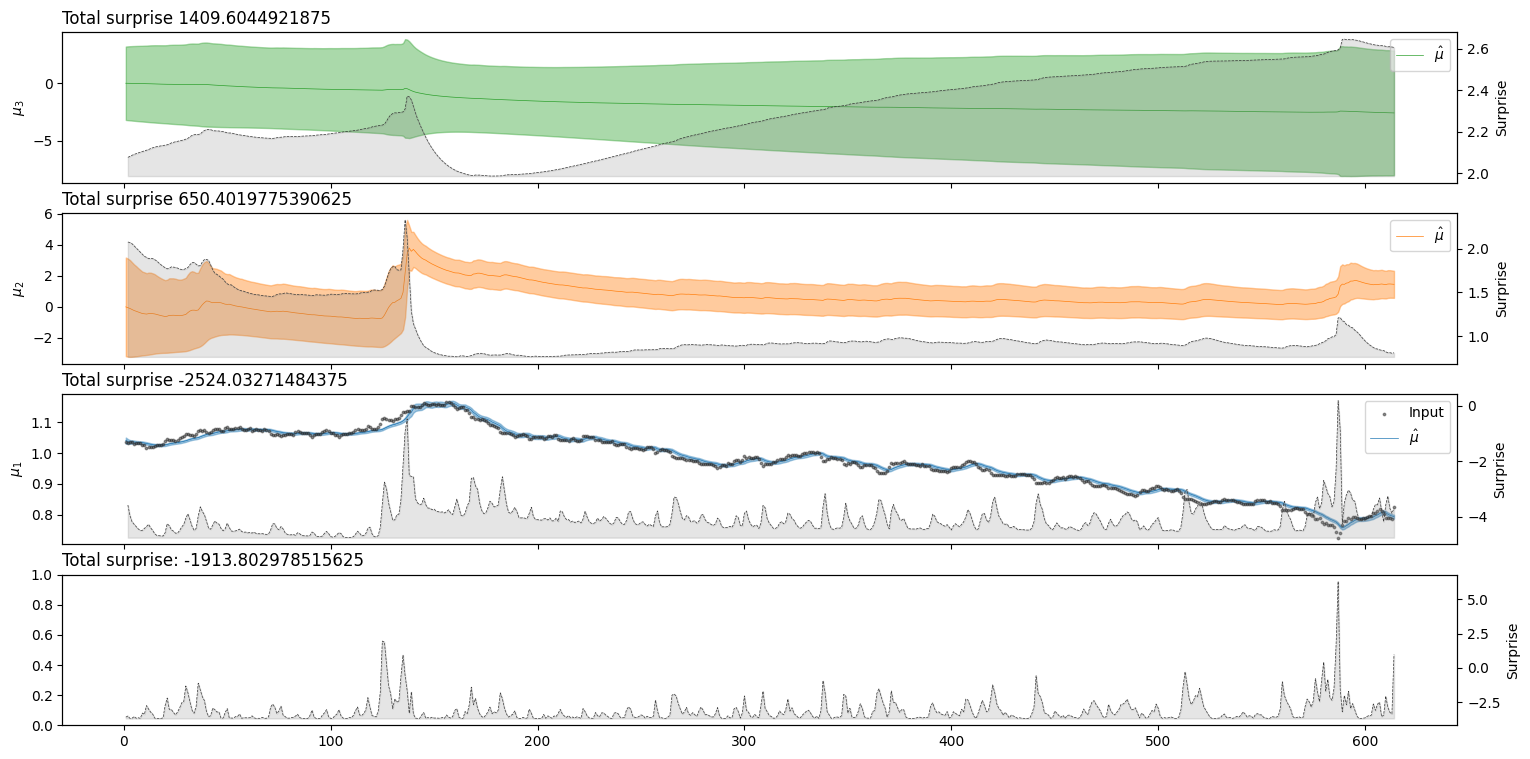 Total surprise 1409.6044921875
μ̂
μ3
0
−5
2.6
2.4
2.2
2.0
Surprise
Total surprise 650.4019775390625
μ̂
μ2
6
4
2
0
−2
2.0
1.5
1.0
Surprise
Total surprise -2524.03271484375
Input
μ̂
μ1
1.1
1.0
0.9
0.8
0
−2
−4
Surprise
Total surprise: -1913.802978515625
1.0
0.8
0.6
0.4
0.2
0.0
5.0
2.5
0.0
−2.5
Surprise
0 100 200 300 400 500 600